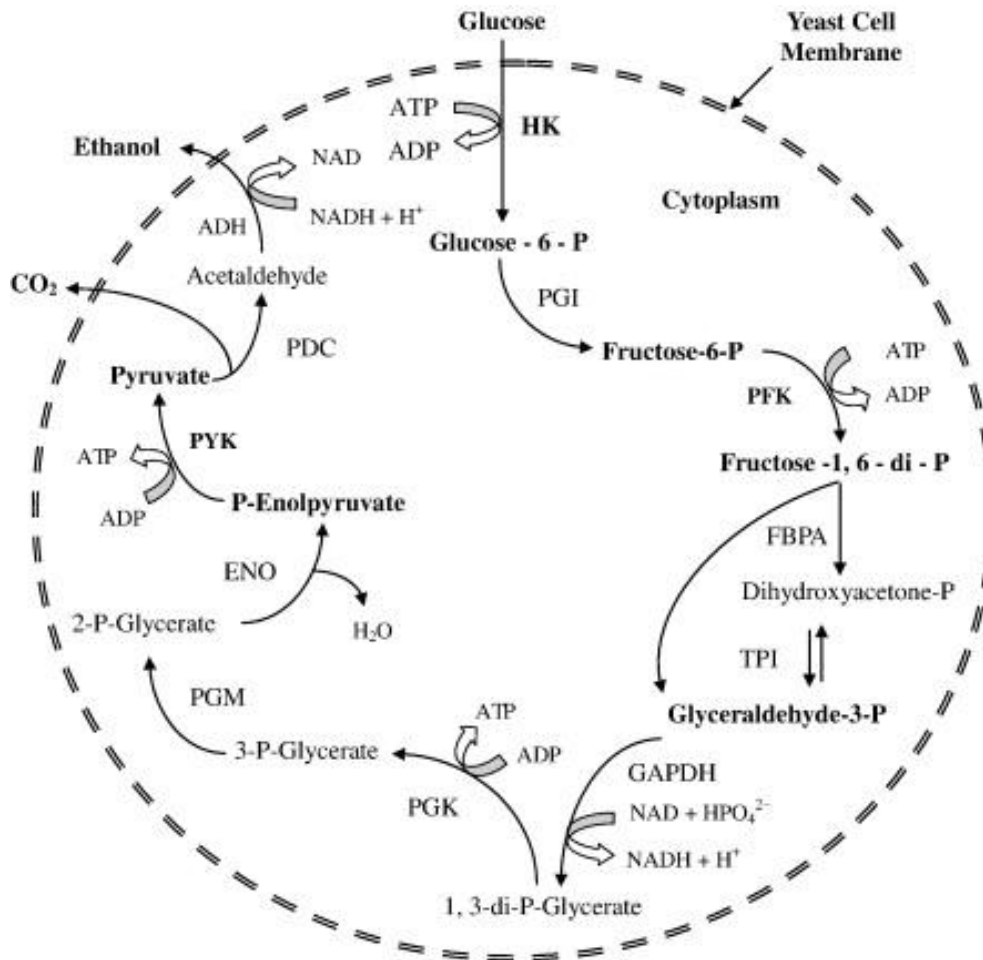 Glucose
Yeast Cell
Membrane
ATP
HK
ADP
Ethanol
NAD
NADH + H⁺
ADH
Cytoplasm
Glucose - 6 - P
Acetaldehyde
CO₂
PGI
PDC
Fructose-6-P
ATP
Pyruvate
PFK
ADP
PYK
ATP
Fructose -1, 6 - di - P
P-Enolpyruvate
ADP
FBPA
ENO
Dihydroxyacetone-P
2-P-Glycerate
H₂O
TPI
PGM
Glyceraldehyde-3-P
ATP
3-P-Glycerate
ADP
GAPDH
PGK
NAD + HPO₄²⁻
NADH + H⁺
1, 3-di-P-Glycerate